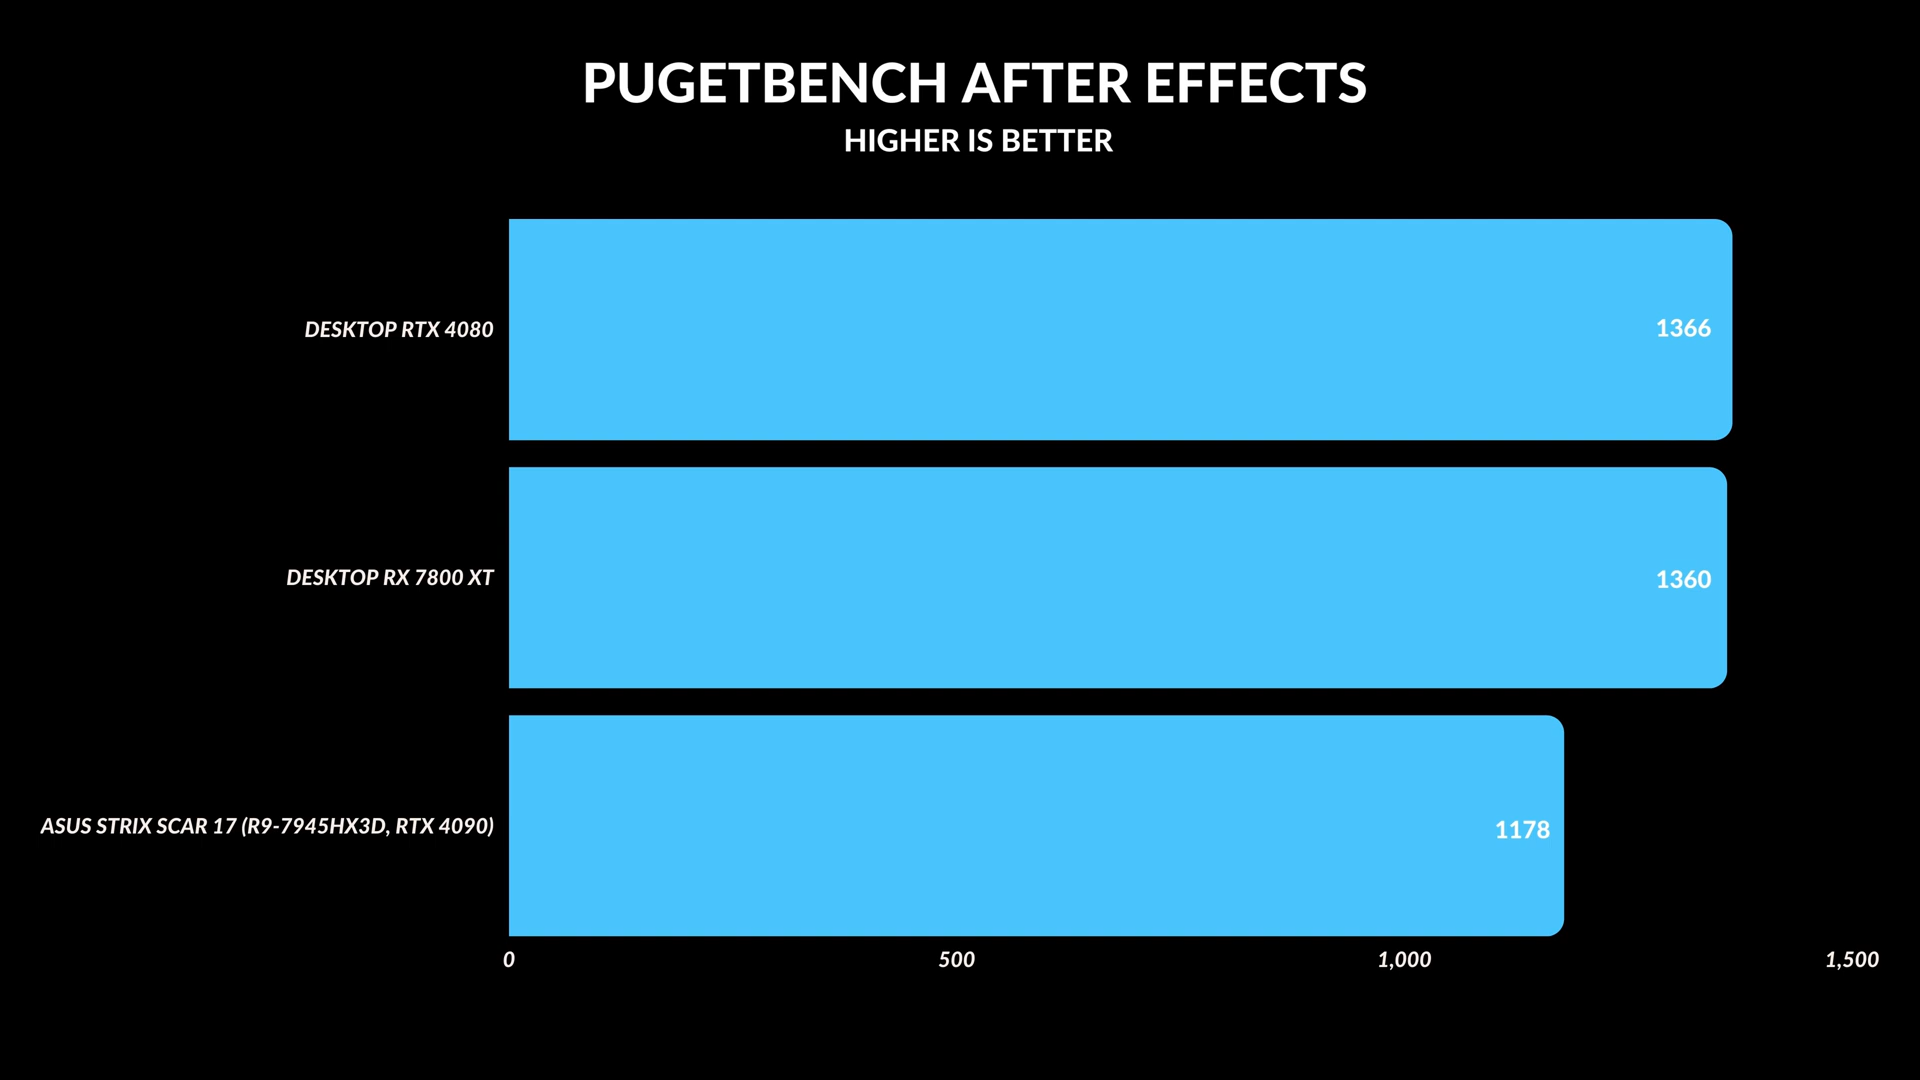 PUGETBENCH AFTER EFFECTS
HIGHER IS BETTER
DESKTOP RTX 4080
1366
DESKTOP RX 7800 XT
1360
ASUS STRIX SCAR 17 (R9-7945HX3D, RTX 4090)
1178
0 500 1,000 1,500